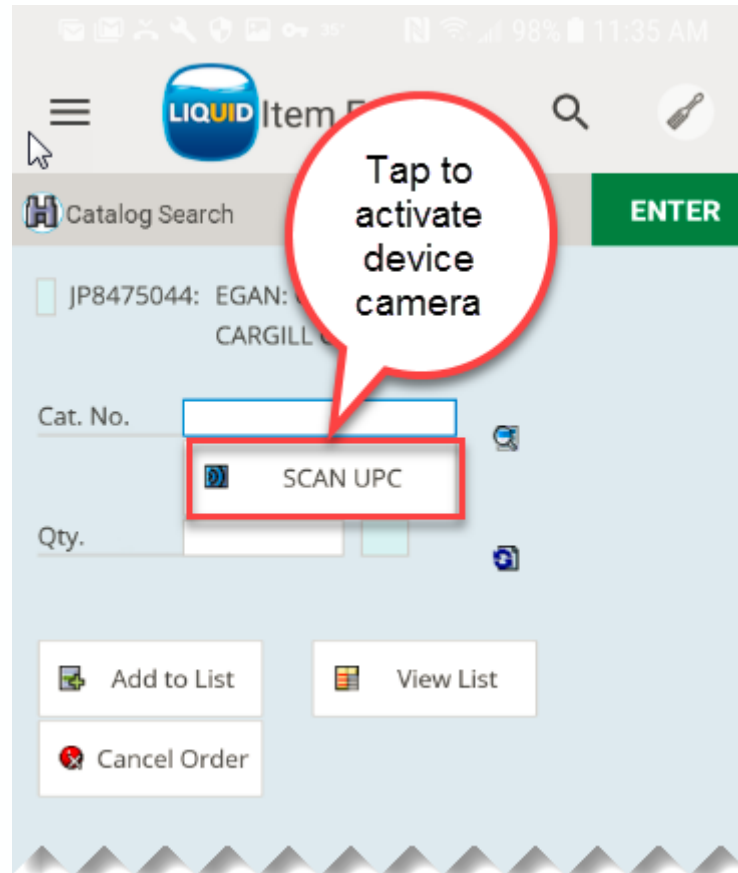 35° 98% 11:35 AM
LIQUID Item
Tap to
activate
device
camera
Catalog Search ENTER
JP8475044: EGAN:
CARGILL
Cat. No.
SCAN UPC
Qty.
Add to List View List
Cancel Order